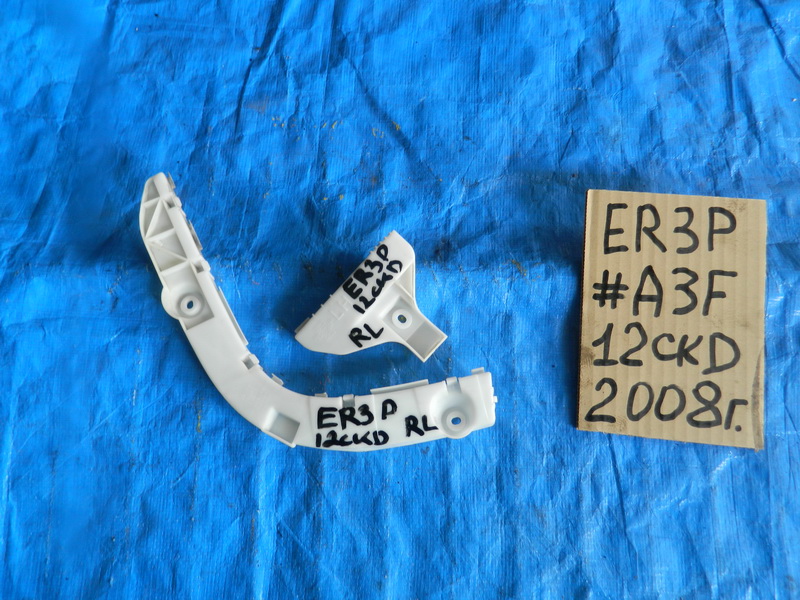 ER3P
12CKD
RL
ER3P
12CKD RL
ER3P
#A3F
12CKD
2008г.